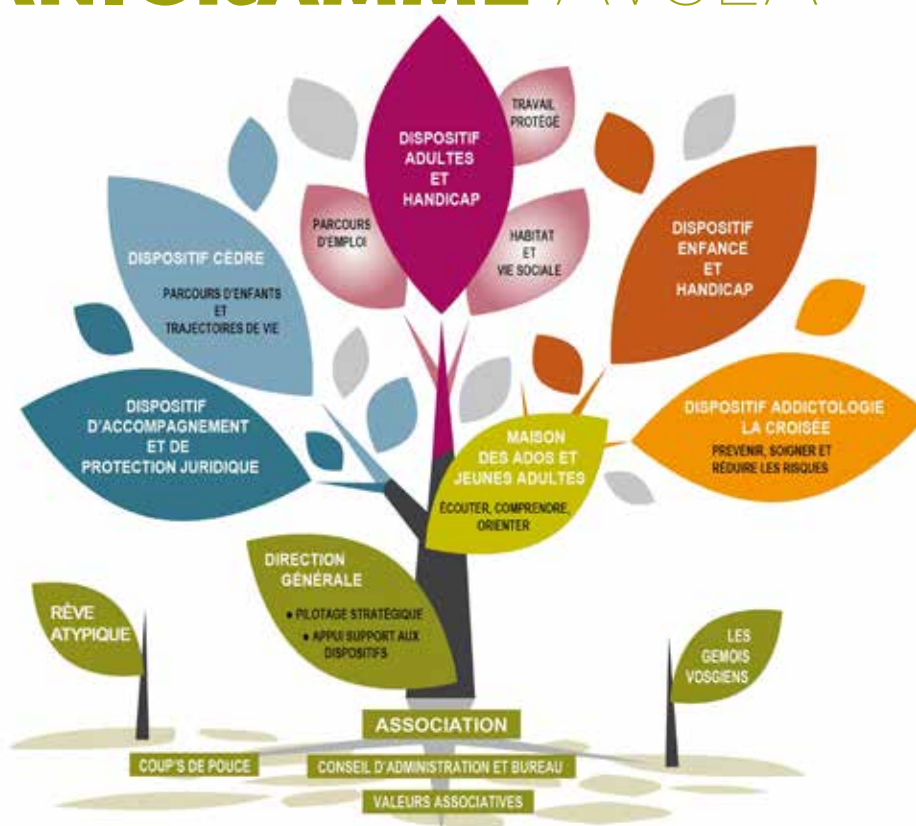 TRAVAIL
PROTÉGÉ
DISPOSITIF
ADULTES
ET
HANDICAP
PARCOURS
D'EMPLOI
HABITAT
ET
VIE SOCIALE
DISPOSITIF
ENFANCE
ET
HANDICAP
DISPOSITIF CÈDRE
PARCOURS D'ENFANTS
ET
TRAJECTOIRES DE VIE
DISPOSITIF
D'ACCOMPAGNEMENT
ET DE
PROTECTION JURIDIQUE
DISPOSITIF ADDICTOLOGIE
LA CROISÉE
PREVENIR, SOIGNER ET
RÉDUIRE LES RISQUES
MAISON
DES ADOS ET
JEUNES ADULTES
ÉCOUTER, COMPRENDRE,
ORIENTER
DIRECTION
GÉNÉRALE
• PILOTAGE STRATÉGIQUE
• APPUI SUPPORT AUX
DISPOSITIFS
RÊVE
ATYPIQUE
LES
GEMOIS
VOSGIENS
ASSOCIATION
COUP'S DE POUCE
CONSEIL D'ADMINISTRATION ET BUREAU
VALEURS ASSOCIATIVES